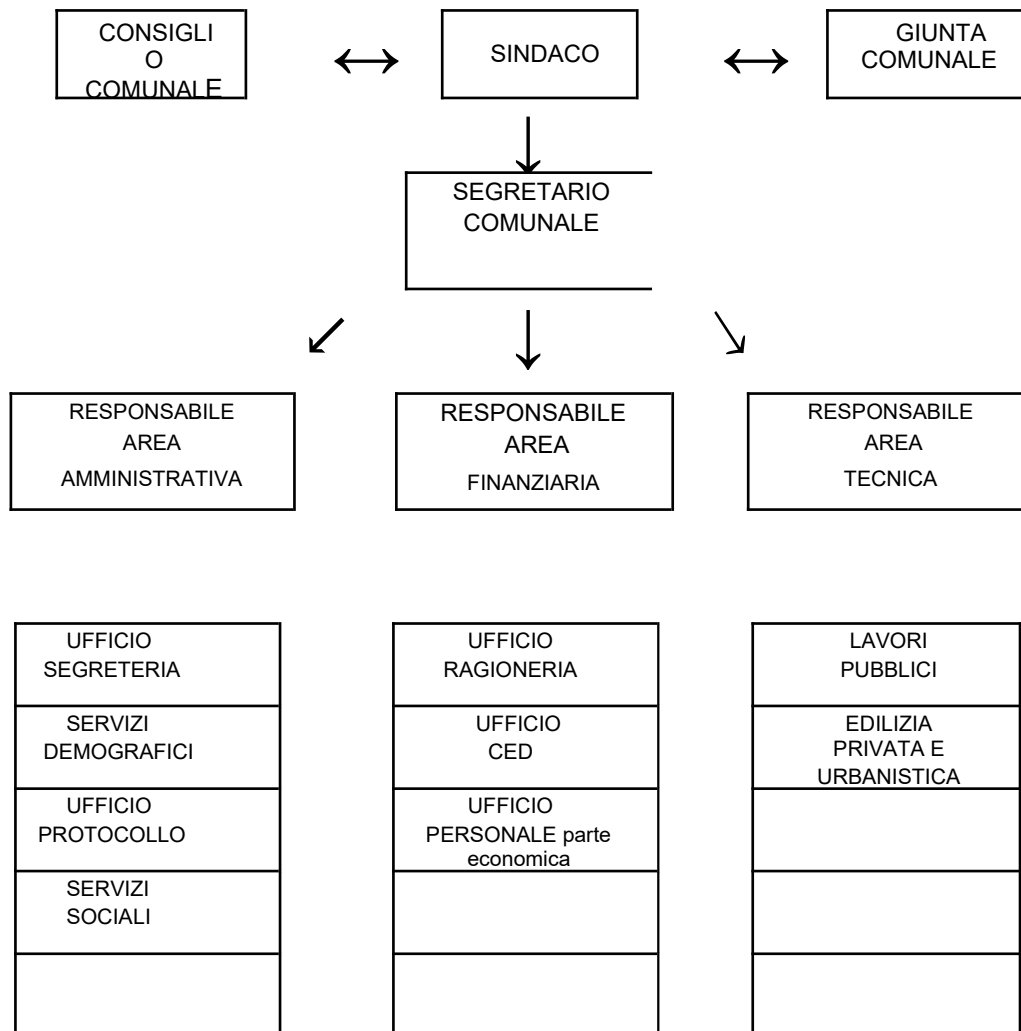 CONSIGLI
O
COMUNALE
SINDACO
GIUNTA
COMUNALE
SEGRETARIO
COMUNALE
RESPONSABILE
AREA
AMMINISTRATIVA
RESPONSABILE
AREA
FINANZIARIA
RESPONSABILE
AREA
TECNICA
UFFICIO
SEGRETERIA
SERVIZI
DEMOGRAFICI
UFFICIO
PROTOCOLLO
SERVIZI
SOCIALI
UFFICIO
RAGIONERIA
UFFICIO
CED
UFFICIO
PERSONALE parte
economica
LAVORI
PUBBLICI
EDILIZIA
PRIVATA E
URBANISTICA